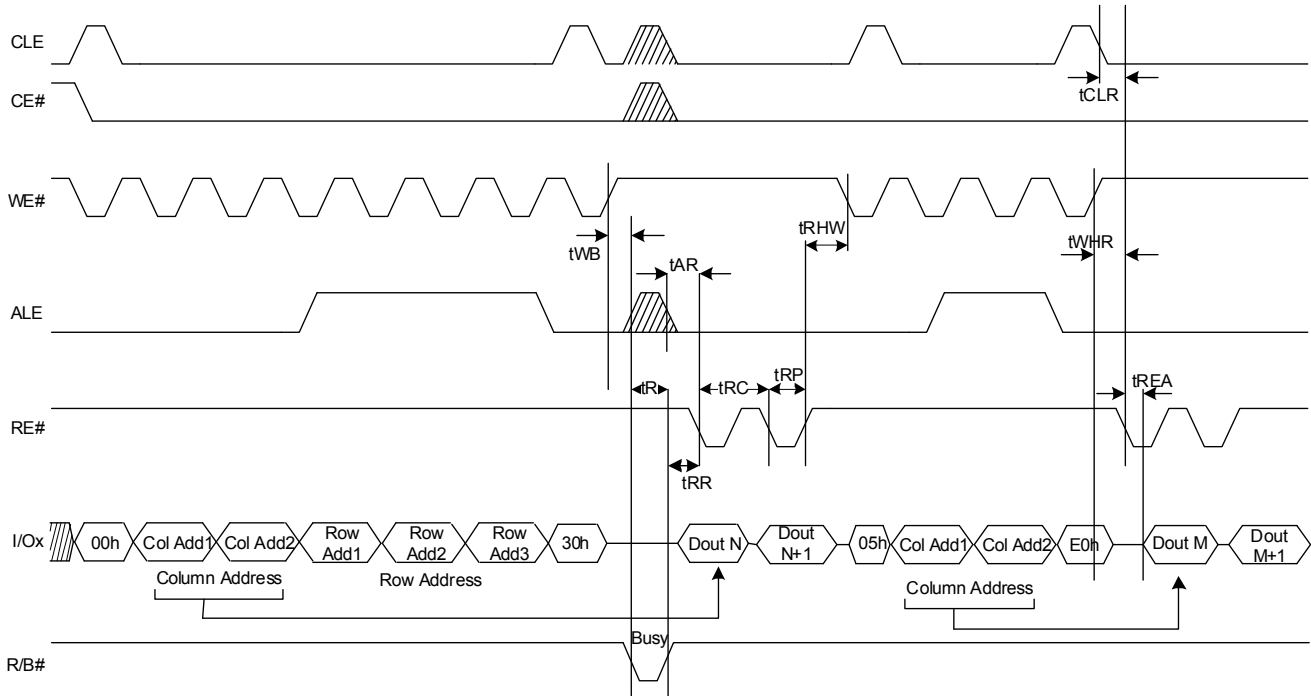 CLE
tCLR
CE#
WE#
tRHW
tWB
tWHR
tAR
ALE
tR
tRC
tRP
tREA
RE#
tRR
I/Ox
00h
Col Add1
Col Add2
Row
Add1
Row
Add2
Row
Add3
30h
Dout N
Dout
N+1
05h
Col Add1
Col Add2
E0h
Dout M
Dout
M+1
Column Address
Row Address
Column Address
Busy
R/B#